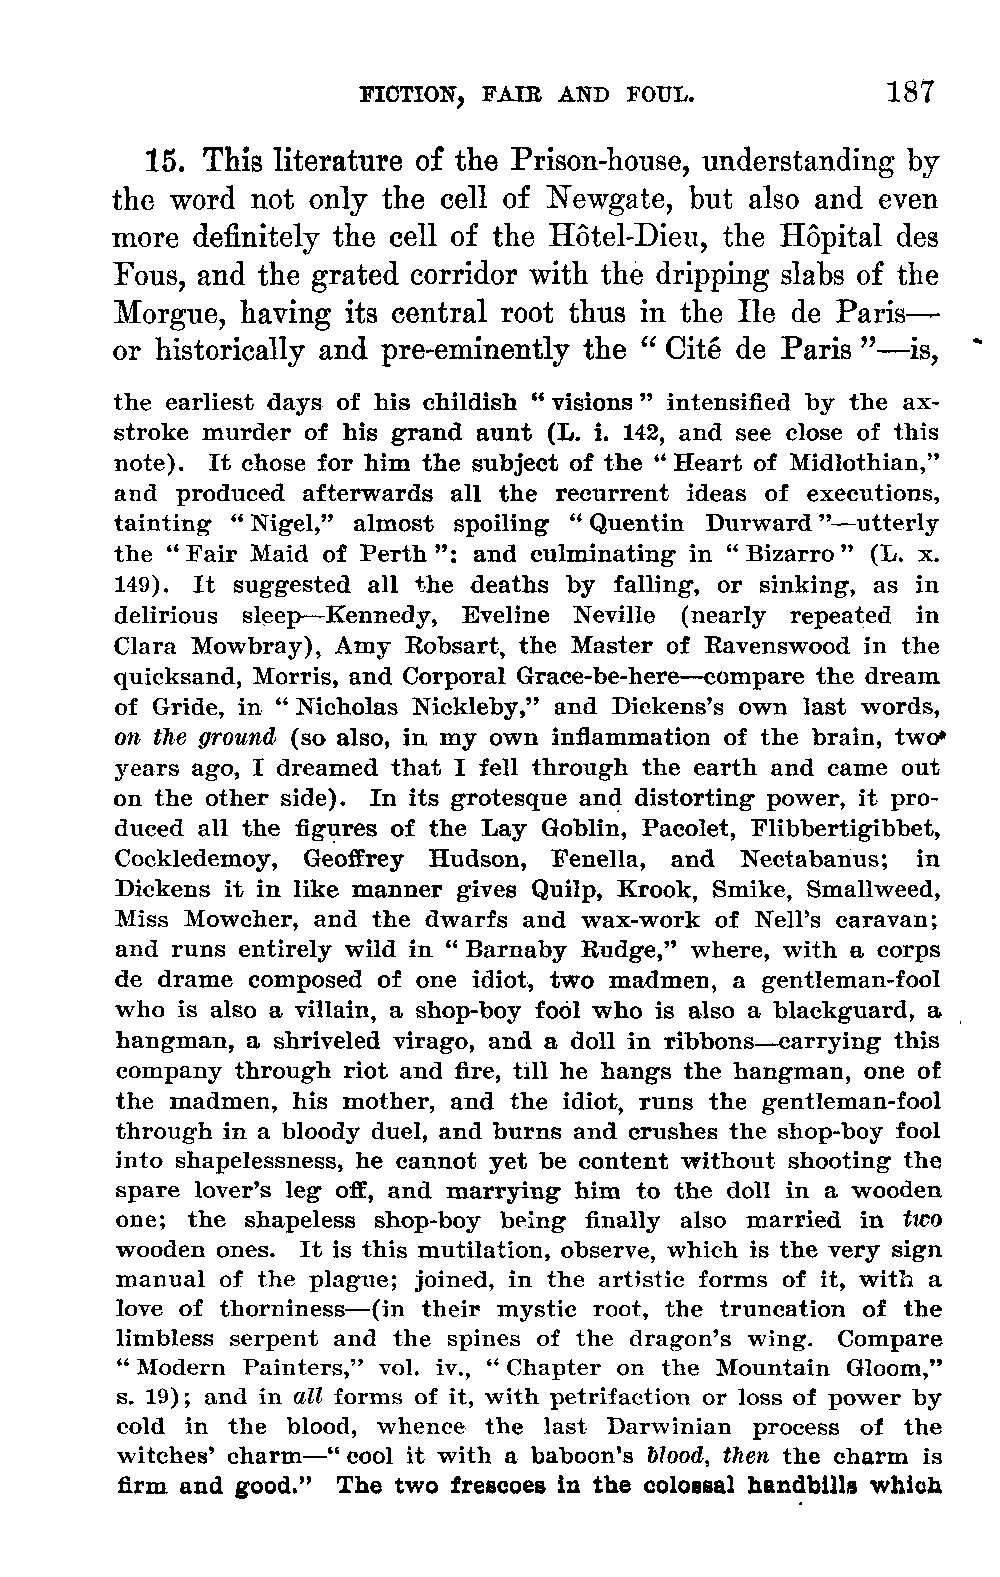 FICTION, FAIR AND FOUL. 187
15. This literature of the Prison-house, understanding by
the word not only the cell of Newgate, but also and even
more definitely the cell of the Hôtel-Dieu, the Hôpital des
Fous, and the grated corridor with the dripping slabs of the
Morgue, having its central root thus in the Ile de Paris—
or historically and pre-eminently the “ Cité de Paris ”—is,
the earliest days of his childish “ visions ” intensified by the ax-
stroke murder of his grand aunt (L. i. 142, and see close of this
note). It chose for him the subject of the “ Heart of Midlothian,”
and produced afterwards all the recurrent ideas of executions,
tainting “ Nigel,” almost spoiling “ Quentin Durward ”—utterly
the “ Fair Maid of Perth ”: and culminating in “ Bizarro ” (L. x.
149). It suggested all the deaths by falling, or sinking, as in
delirious sleep—Kennedy, Eveline Neville (nearly repeated in
Clara Mowbray), Amy Robsart, the Master of Ravenswood in the
quicksand, Morris, and Corporal Grace-be-here—compare the dream
of Gride, in “ Nicholas Nickleby,” and Dickens's own last words,
on the ground (so also, in my own inflammation of the brain, two
years ago, I dreamed that I fell through the earth and came out
on the other side). In its grotesque and distorting power, it pro-
duced all the figures of the Lay Goblin, Pacolet, Flibbertigibbet,
Cockledemoy, Geoffrey Hudson, Fenella, and Nectabanus; in
Dickens it in like manner gives Quilp, Krook, Smike, Smallweed,
Miss Mowcher, and the dwarfs and wax-work of Nell's caravan;
and runs entirely wild in “ Barnaby Rudge,” where, with a corps
de drame composed of one idiot, two madmen, a gentleman-fool
who is also a villain, a shop-boy fool who is also a blackguard, a
hangman, a shriveled virago, and a doll in ribbons—carrying this
company through riot and fire, till he hangs the hangman, one of
the madmen, his mother, and the idiot, runs the gentleman-fool
through in a bloody duel, and burns and crushes the shop-boy fool
into shapelessness, he cannot yet be content without shooting the
spare lover's leg off, and marrying him to the doll in a wooden
one; the shapeless shop-boy being finally also married in two
wooden ones. It is this mutilation, observe, which is the very sign
manual of the plague; joined, in the artistic forms of it, with a
love of thorniness—(in their mystic root, the truncation of the
limbless serpent and the spines of the dragon's wing. Compare
“ Modern Painters,” vol. iv., “ Chapter on the Mountain Gloom,”
s. 19); and in all forms of it, with petrifaction or loss of power by
cold in the blood, whence the last Darwinian process of the
witches' charm—“ cool it with a baboon's blood, then the charm is
firm and good.” The two frescoes in the colossal handbills which